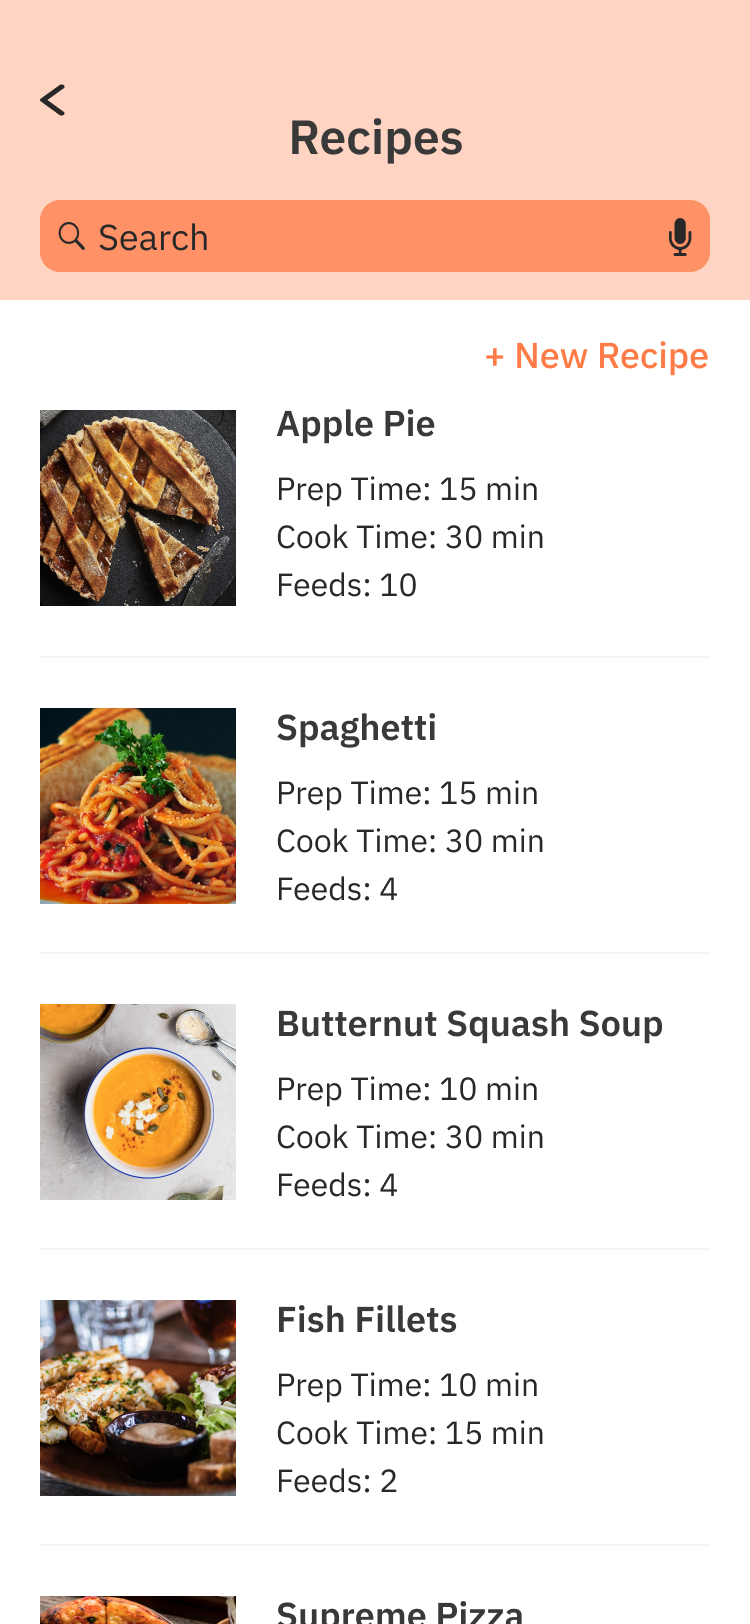 Recipes
Search
+ New Recipe
Apple Pie
Prep Time: 15 min
Cook Time: 30 min
Feeds: 10
Spaghetti
Prep Time: 15 min
Cook Time: 30 min
Feeds: 4
Butternut Squash Soup
Prep Time: 10 min
Cook Time: 30 min
Feeds: 4
Fish Fillets
Prep Time: 10 min
Cook Time: 15 min
Feeds: 2
Supreme Pizza